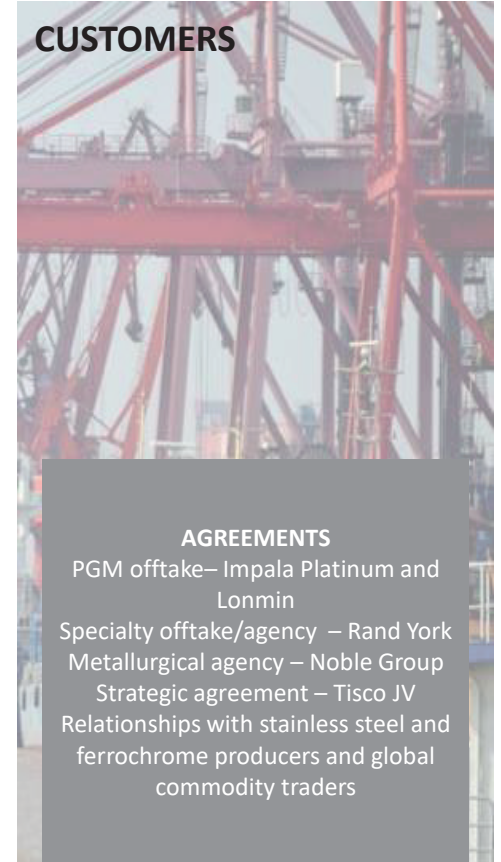 CUSTOMERS
AGREEMENTS
PGM offtake– Impala Platinum and
Lonmin
Specialty offtake/agency – Rand York
Metallurgical agency – Noble Group
Strategic agreement – Tisco JV
Relationships with stainless steel and
ferrochrome producers and global
commodity traders